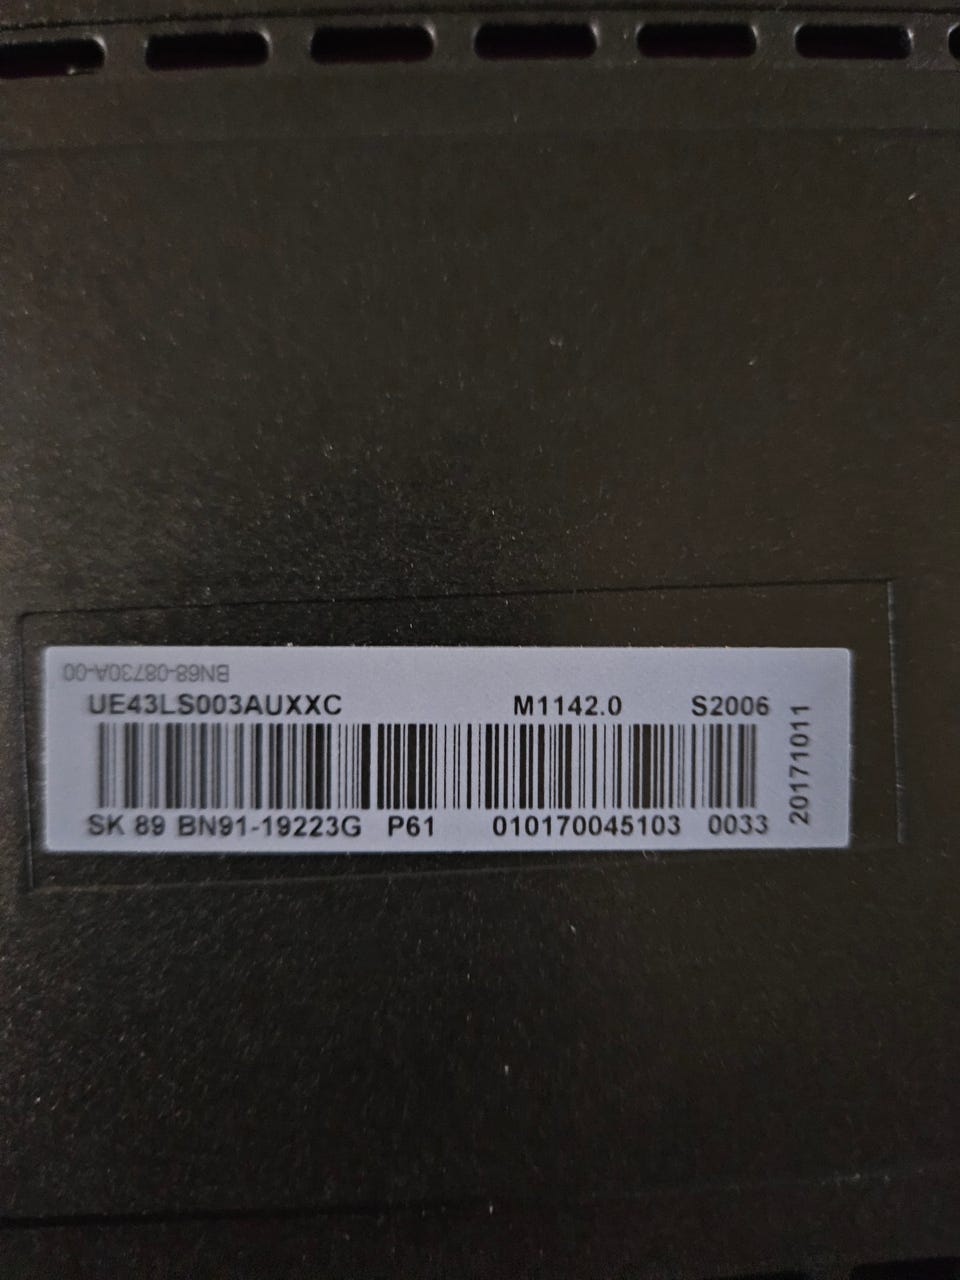 BN68-08730A-00
UE43LS003AUXXC M1142.0 S2006
SK 89 BN91-19223G P61 010170045103 0033
20171011